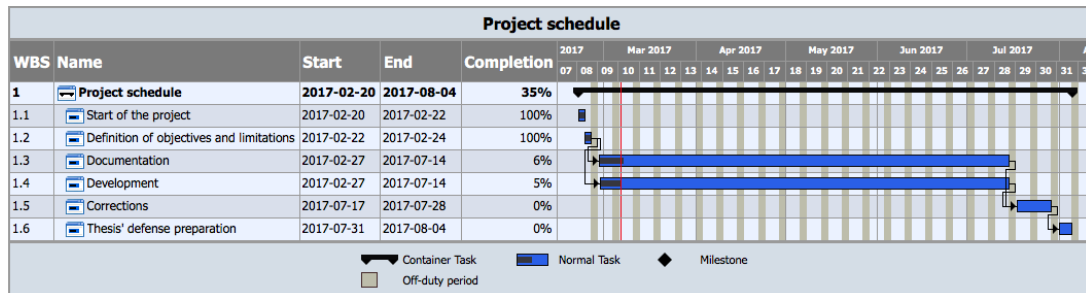 Project schedule
2017 Mar 2017 Apr 2017 May 2017 Jun 2017 Jul 2017 A
WBS Name Start End Completion 07 08 09 10 11 12 13 14 15 16 17 18 19 20 21 22 23 24 25 26 27 28 29 30 31 3
1 Project schedule 2017-02-20 2017-08-04 35%
1.1 Start of the project 2017-02-20 2017-02-22 100%
1.2 Definition of objectives and limitations 2017-02-22 2017-02-24 100%
1.3 Documentation 2017-02-27 2017-07-14 6%
1.4 Development 2017-02-27 2017-07-14 5%
1.5 Corrections 2017-07-17 2017-07-28 0%
1.6 Thesis' defense preparation 2017-07-31 2017-08-04 0%
Container Task Normal Task Milestone
Off-duty period